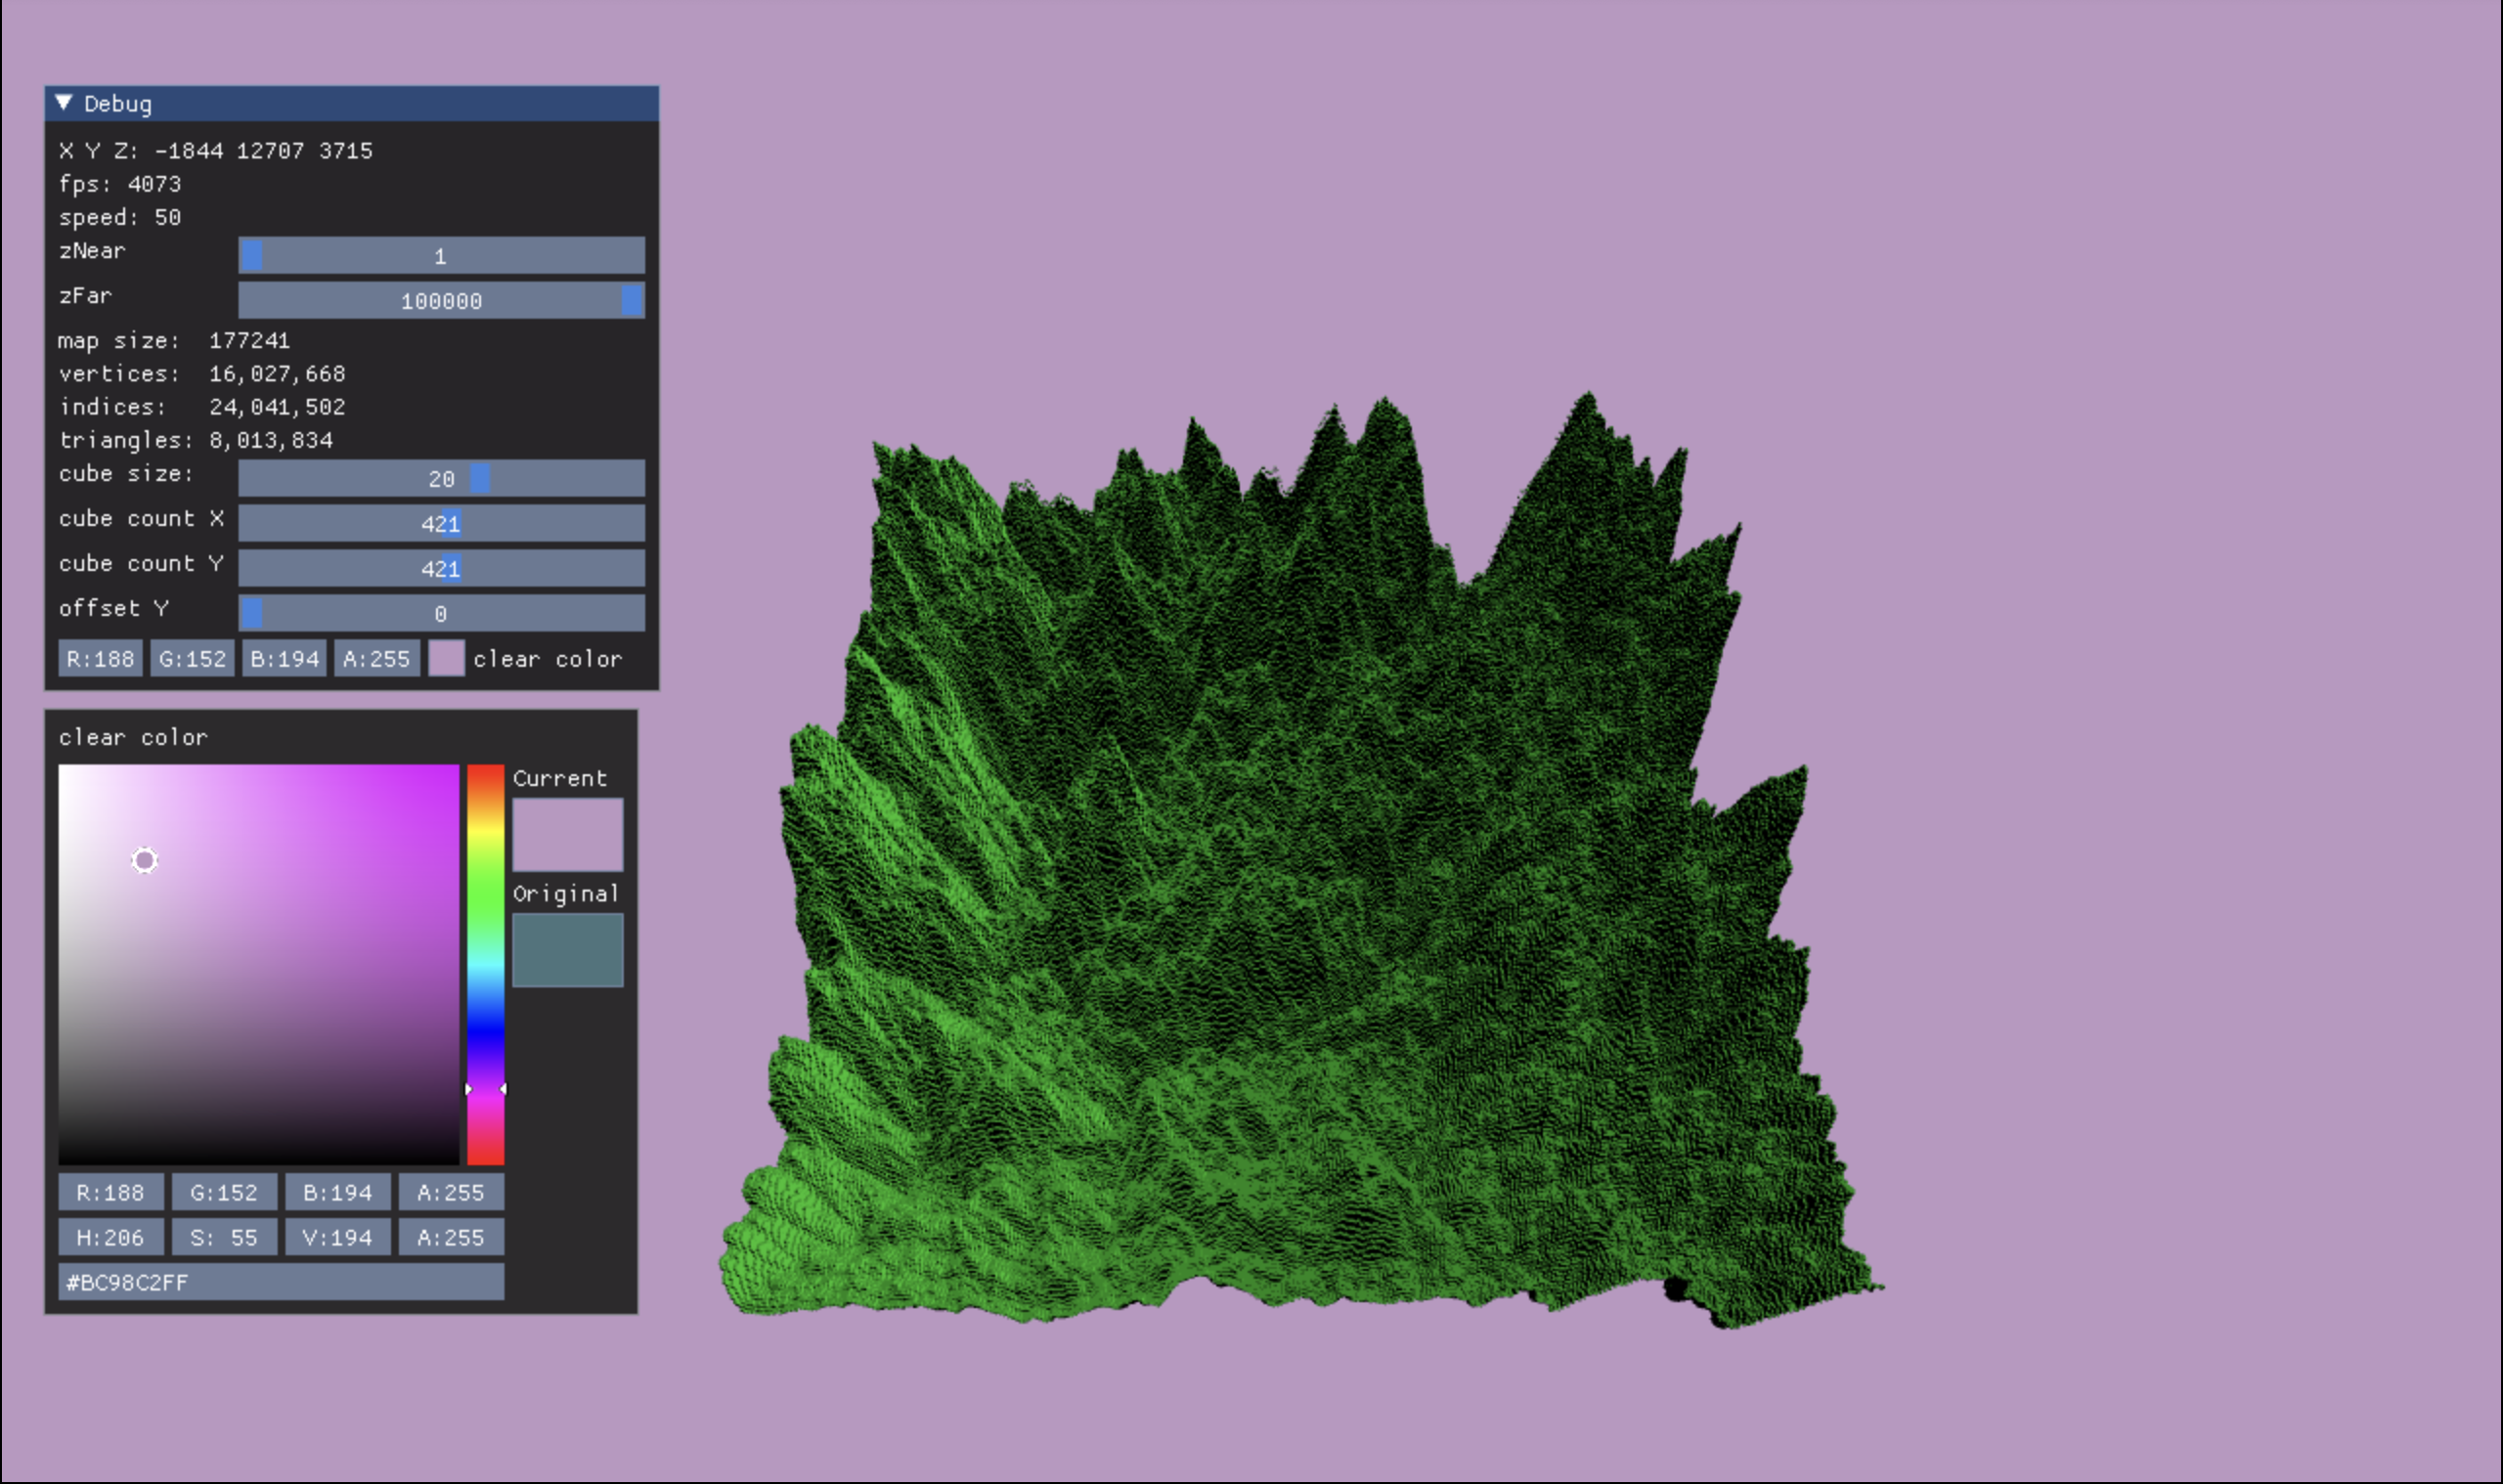 Debug
X Y Z: -1844 12707 3715
fps: 4073
speed: 50
zNear 1
zFar 100000
map size: 177241
vertices: 16,027,668
indices: 24,041,502
triangles: 8,013,834
cube size: 20
cube count X 421
cube count Y 421
offset Y 0
R:188 G:152 B:194 A:255 clear color
clear color
Current
Original
R:188 G:152 B:194 A:255
H:206 S: 55 V:194 A:255
#BC98C2FF